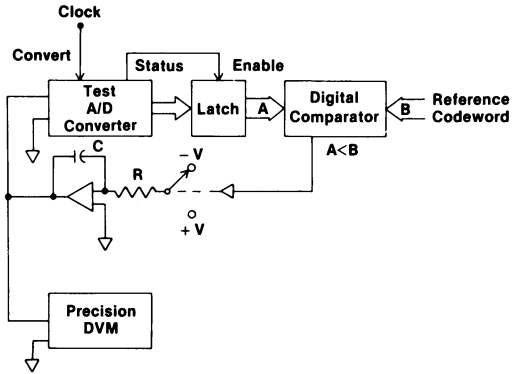 Clock
Convert
Status
Enable
Test
A/D
Converter
Latch
A
Digital
Comparator
B
Reference
Codeword
A<B
C
R
– V
+ V
Precision
DVM